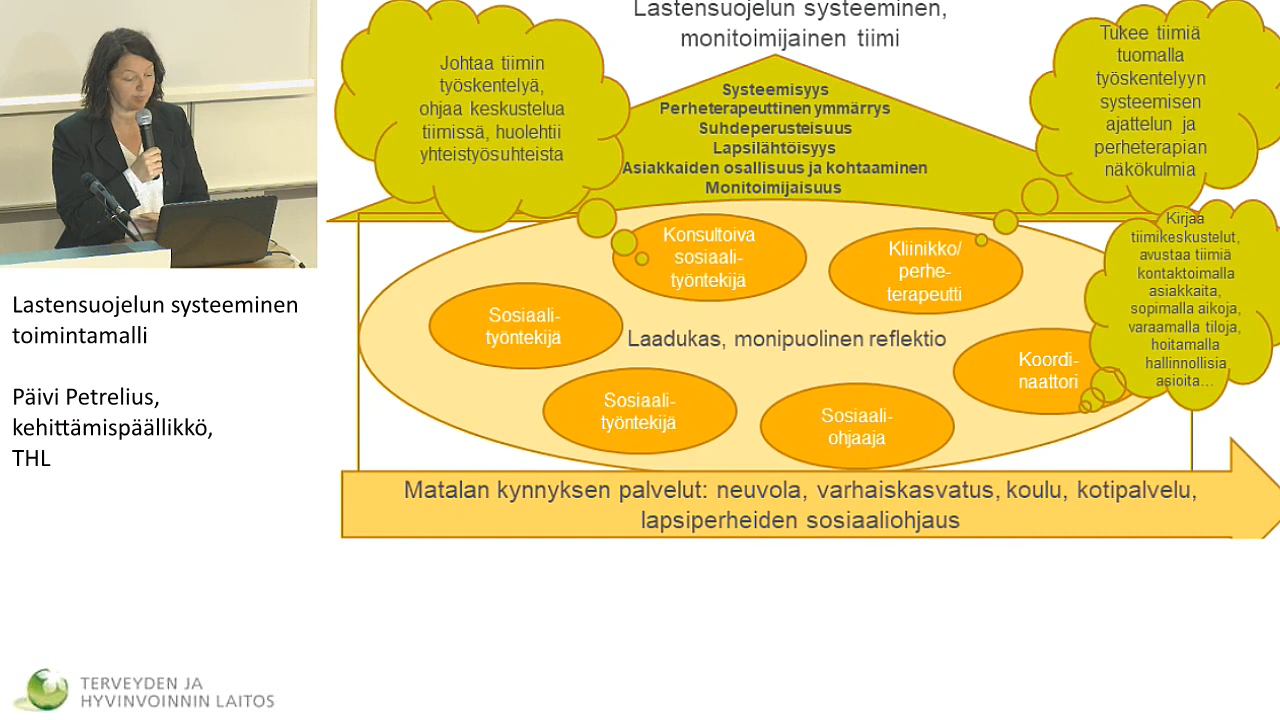 Lastensuojelun systeeminen,
monitoimijainen tiimi
Johtaa tiimin
työskentelyä,
ohjaa keskustelua
tiimissä, huolehtii
yhteistyösuhteista
Systeemisyys
Perheterapeuttinen ymmärrys
Suhdeperusteisuus
Lapsilähtöisyys
Asiakkaiden osallisuus ja kohtaaminen
Monitoimijaisuus
Tukee tiimiä
tuomalla
työskentelyyn
systeemisen
ajattelun ja
perheterapian
näkökulmia
Kirjaa
tiimikeskustelut,
avustaa tiimiä
kontaktoimalla
asiakkaita,
sopimalla aikoja,
varaamalla tiloja,
hoitamalla
hallinnollisia
asioita…
Konsultoiva
sosiaali-
työntekijä
Kliinikko/
perhe-
terapeutti
Sosiaali-
työntekijä
Laadukas, monipuolinen reflektio
Koordi-
naattori
Sosiaali-
työntekijä
Sosiaali-
ohjaaja
Matalan kynnyksen palvelut: neuvola, varhaiskasvatus, koulu, kotipalvelu,
lapsiperheiden sosiaaliohjaus
Lastensuojelun systeeminen
toimintamalli
Päivi Petrelius,
kehittämispäällikkö,
THL
TERVEYDEN JA
HYVINVOINNIN LAITOS